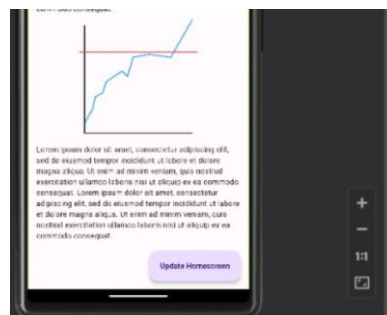 commodo consequat.
Lorem ipsum dolor sit amet, consectetur adipiscing elit,
sed do eiusmod tempor incididunt ut labore et dolore
magna aliqua. Ut enim ad minim veniam, quis nostrud
exercitation ullamco laboris nisi ut aliquip ex ea commodo
consequat. Lorem ipsum dolor sit amet, consectetur
adipiscing elit, sed do eiusmod tempor incididunt ut labore
et dolore magna aliqua. Ut enim ad minim veniam, quis
nostrud exercitation ullamco laboris nisi ut aliquip ex ea
commodo consequat.
Update Homescreen
1:1